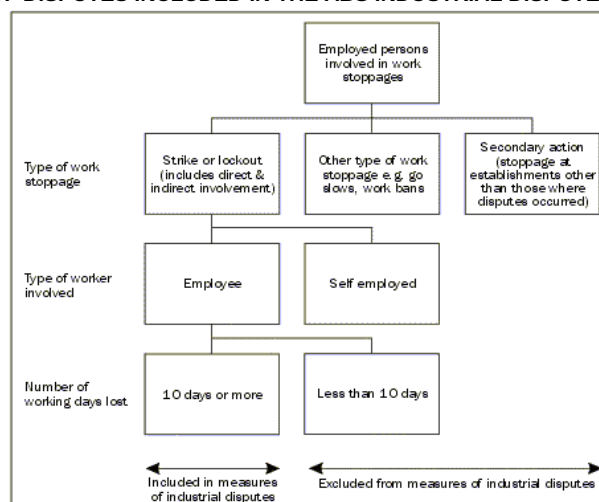 DISPUTES INCLUDED IN THE ABS INDUSTRIAL DISPUTE
Employed persons
involved in work
stoppages
Type of work
stoppage
Strike or lockout
(includes direct &
indirect involvement)
Other type of work
stoppage e.g. go
slows, work bans
Secondary action
(stoppage at
establishments other
than those where
disputes occurred)
Type of worker
involved
Employee
Self employed
Number of
working days lost
10 days or more
Less than 10 days
Included in measures
of industrial disputes
Excluded from measures of industrial disputes